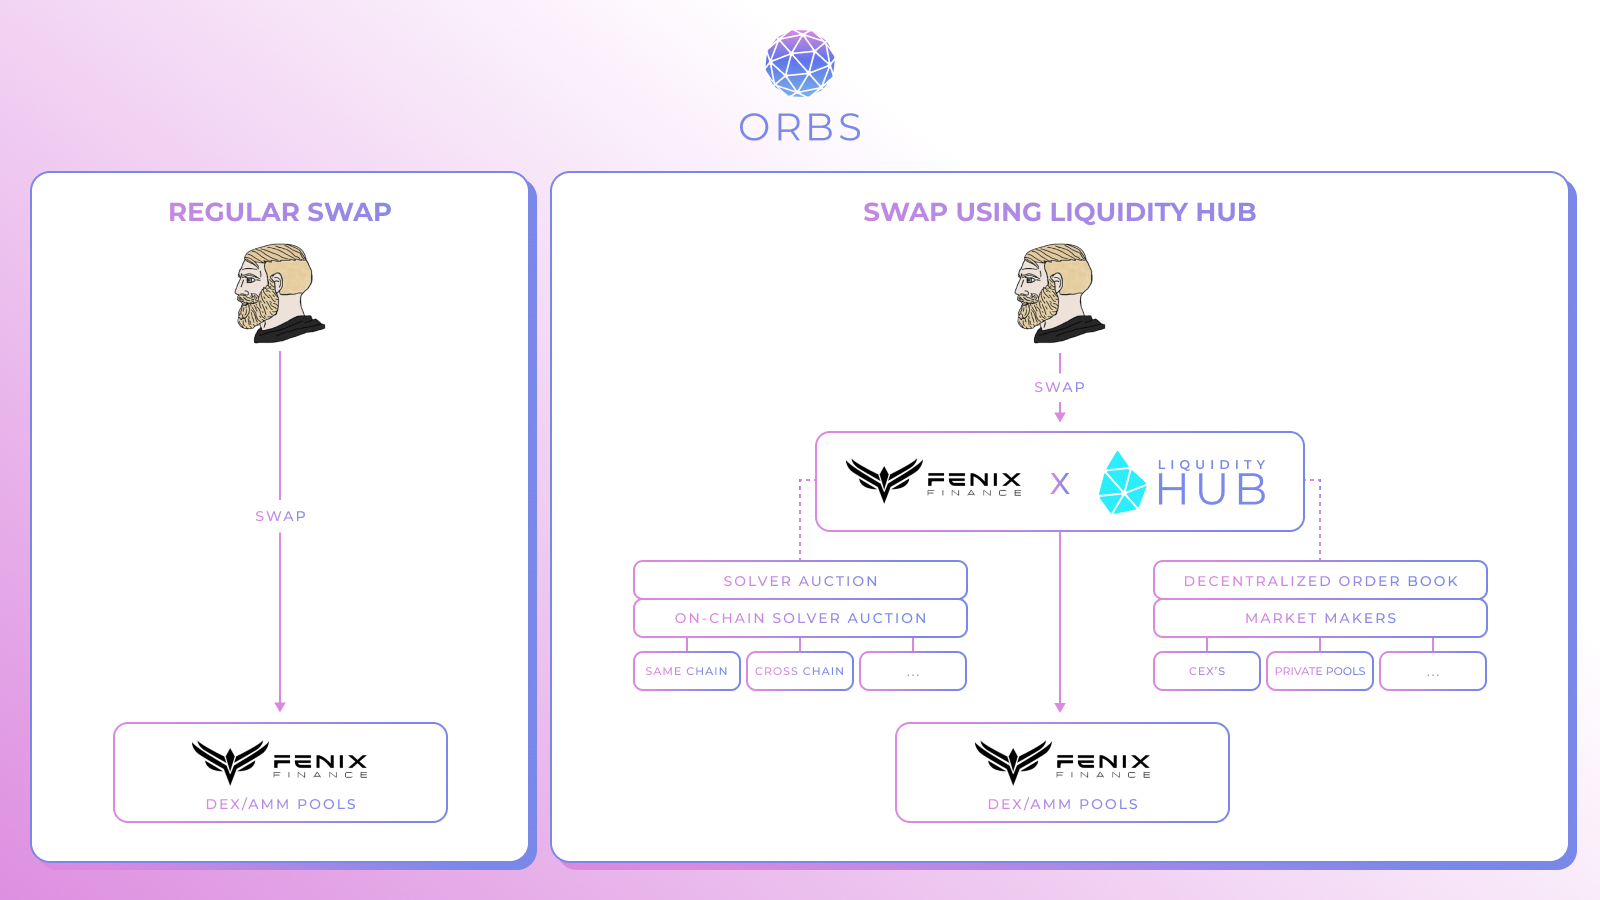 ORBS
REGULAR SWAP
SWAP
FENIX
FINANCE
DEX/AMM POOLS
SWAP USING LIQUIDITY HUB
SWAP
FENIX
FINANCE
X
LIQUIDITY
HUB
SOLVER AUCTION
ON-CHAIN SOLVER AUCTION
SAME CHAIN
CROSS CHAIN
...
DECENTRALIZED ORDER BOOK
MARKET MAKERS
CEX'S
PRIVATE POOLS
...
FENIX
FINANCE
DEX/AMM POOLS